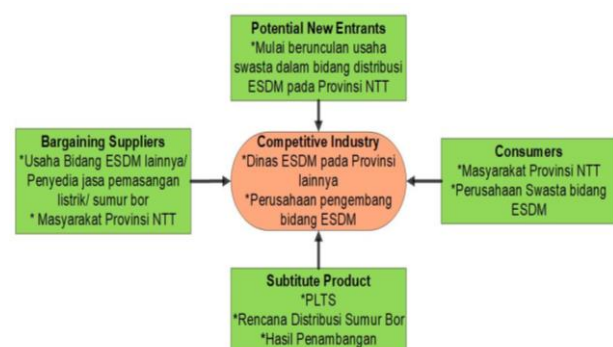 Potential New Entrants
*Mulai berunculan usaha
swasta dalam bidang distribusi
ESDM pada Provinsi NTT
Bargaining Suppliers
*Usaha Bidang ESDM lainnya/
Penyedia jasa pemasangan
listrik/ sumur bor
* Masyarakat Provinsi NTT
Competitive Industry
*Dinas ESDM pada Provinsi
lainnya
*Perusahaan pengembang
bidang ESDM
Consumers
*Masyarakat Provinsi NTT
*Perusahaan Swasta bidang
ESDM
Subtitute Product
*PLTS
*Rencana Distribusi Sumur Bor
*Hasil Penambangan